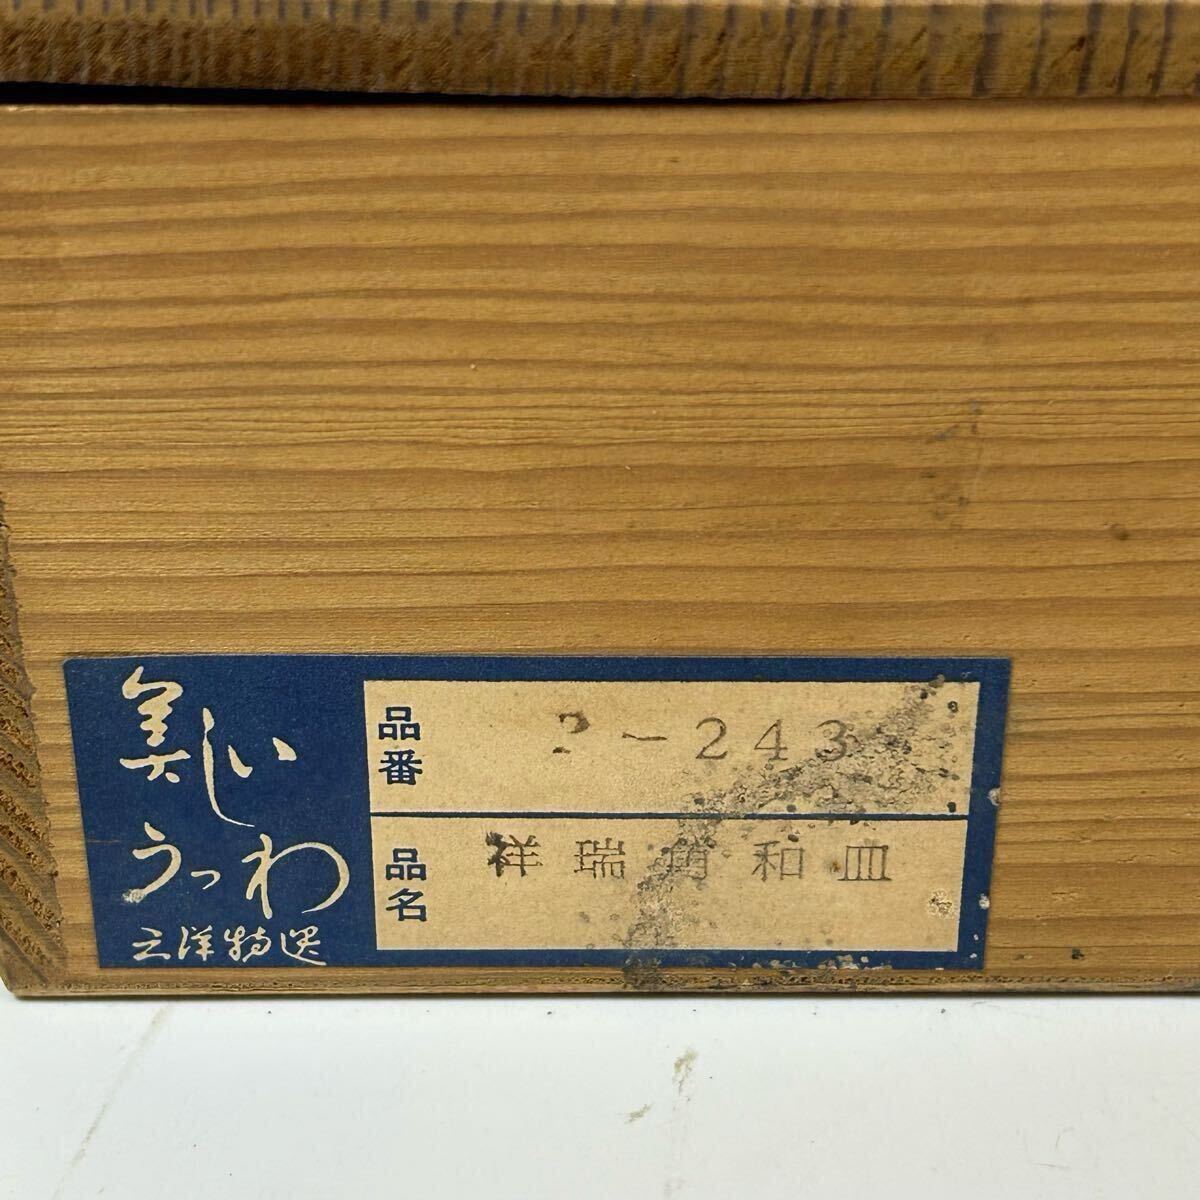 美しい
うつわ
三洋特選
品番 ?-243
品名 祥瑞角和皿